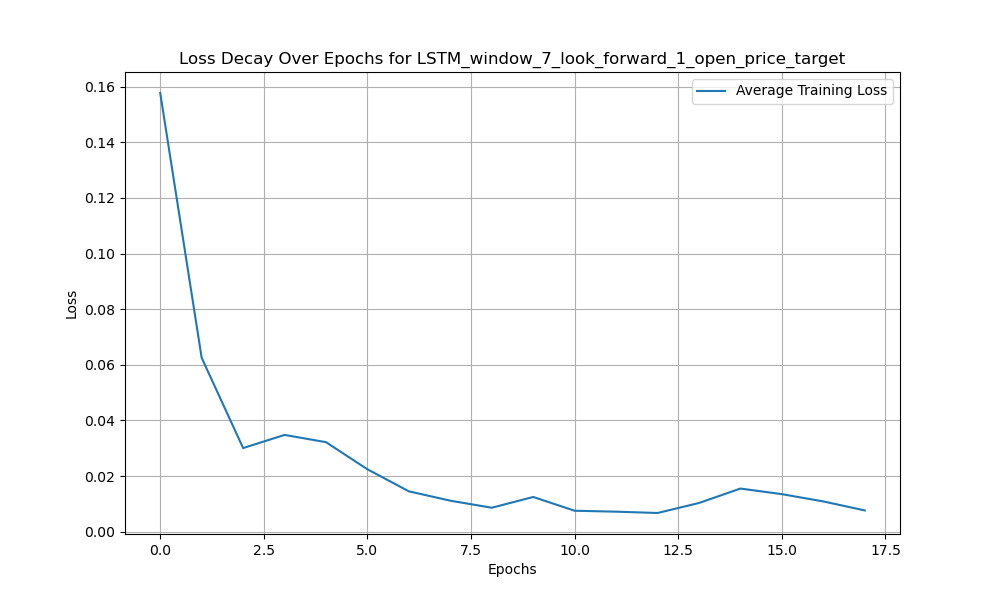 Loss Decay Over Epochs for LSTM_window_7_look_forward_1_open_price_target
Average Training Loss
0.16
0.14
0.12
0.10
0.08
0.06
0.04
0.02
0.00
Loss
0.0 2.5 5.0 7.5 10.0 12.5 15.0 17.5
Epochs